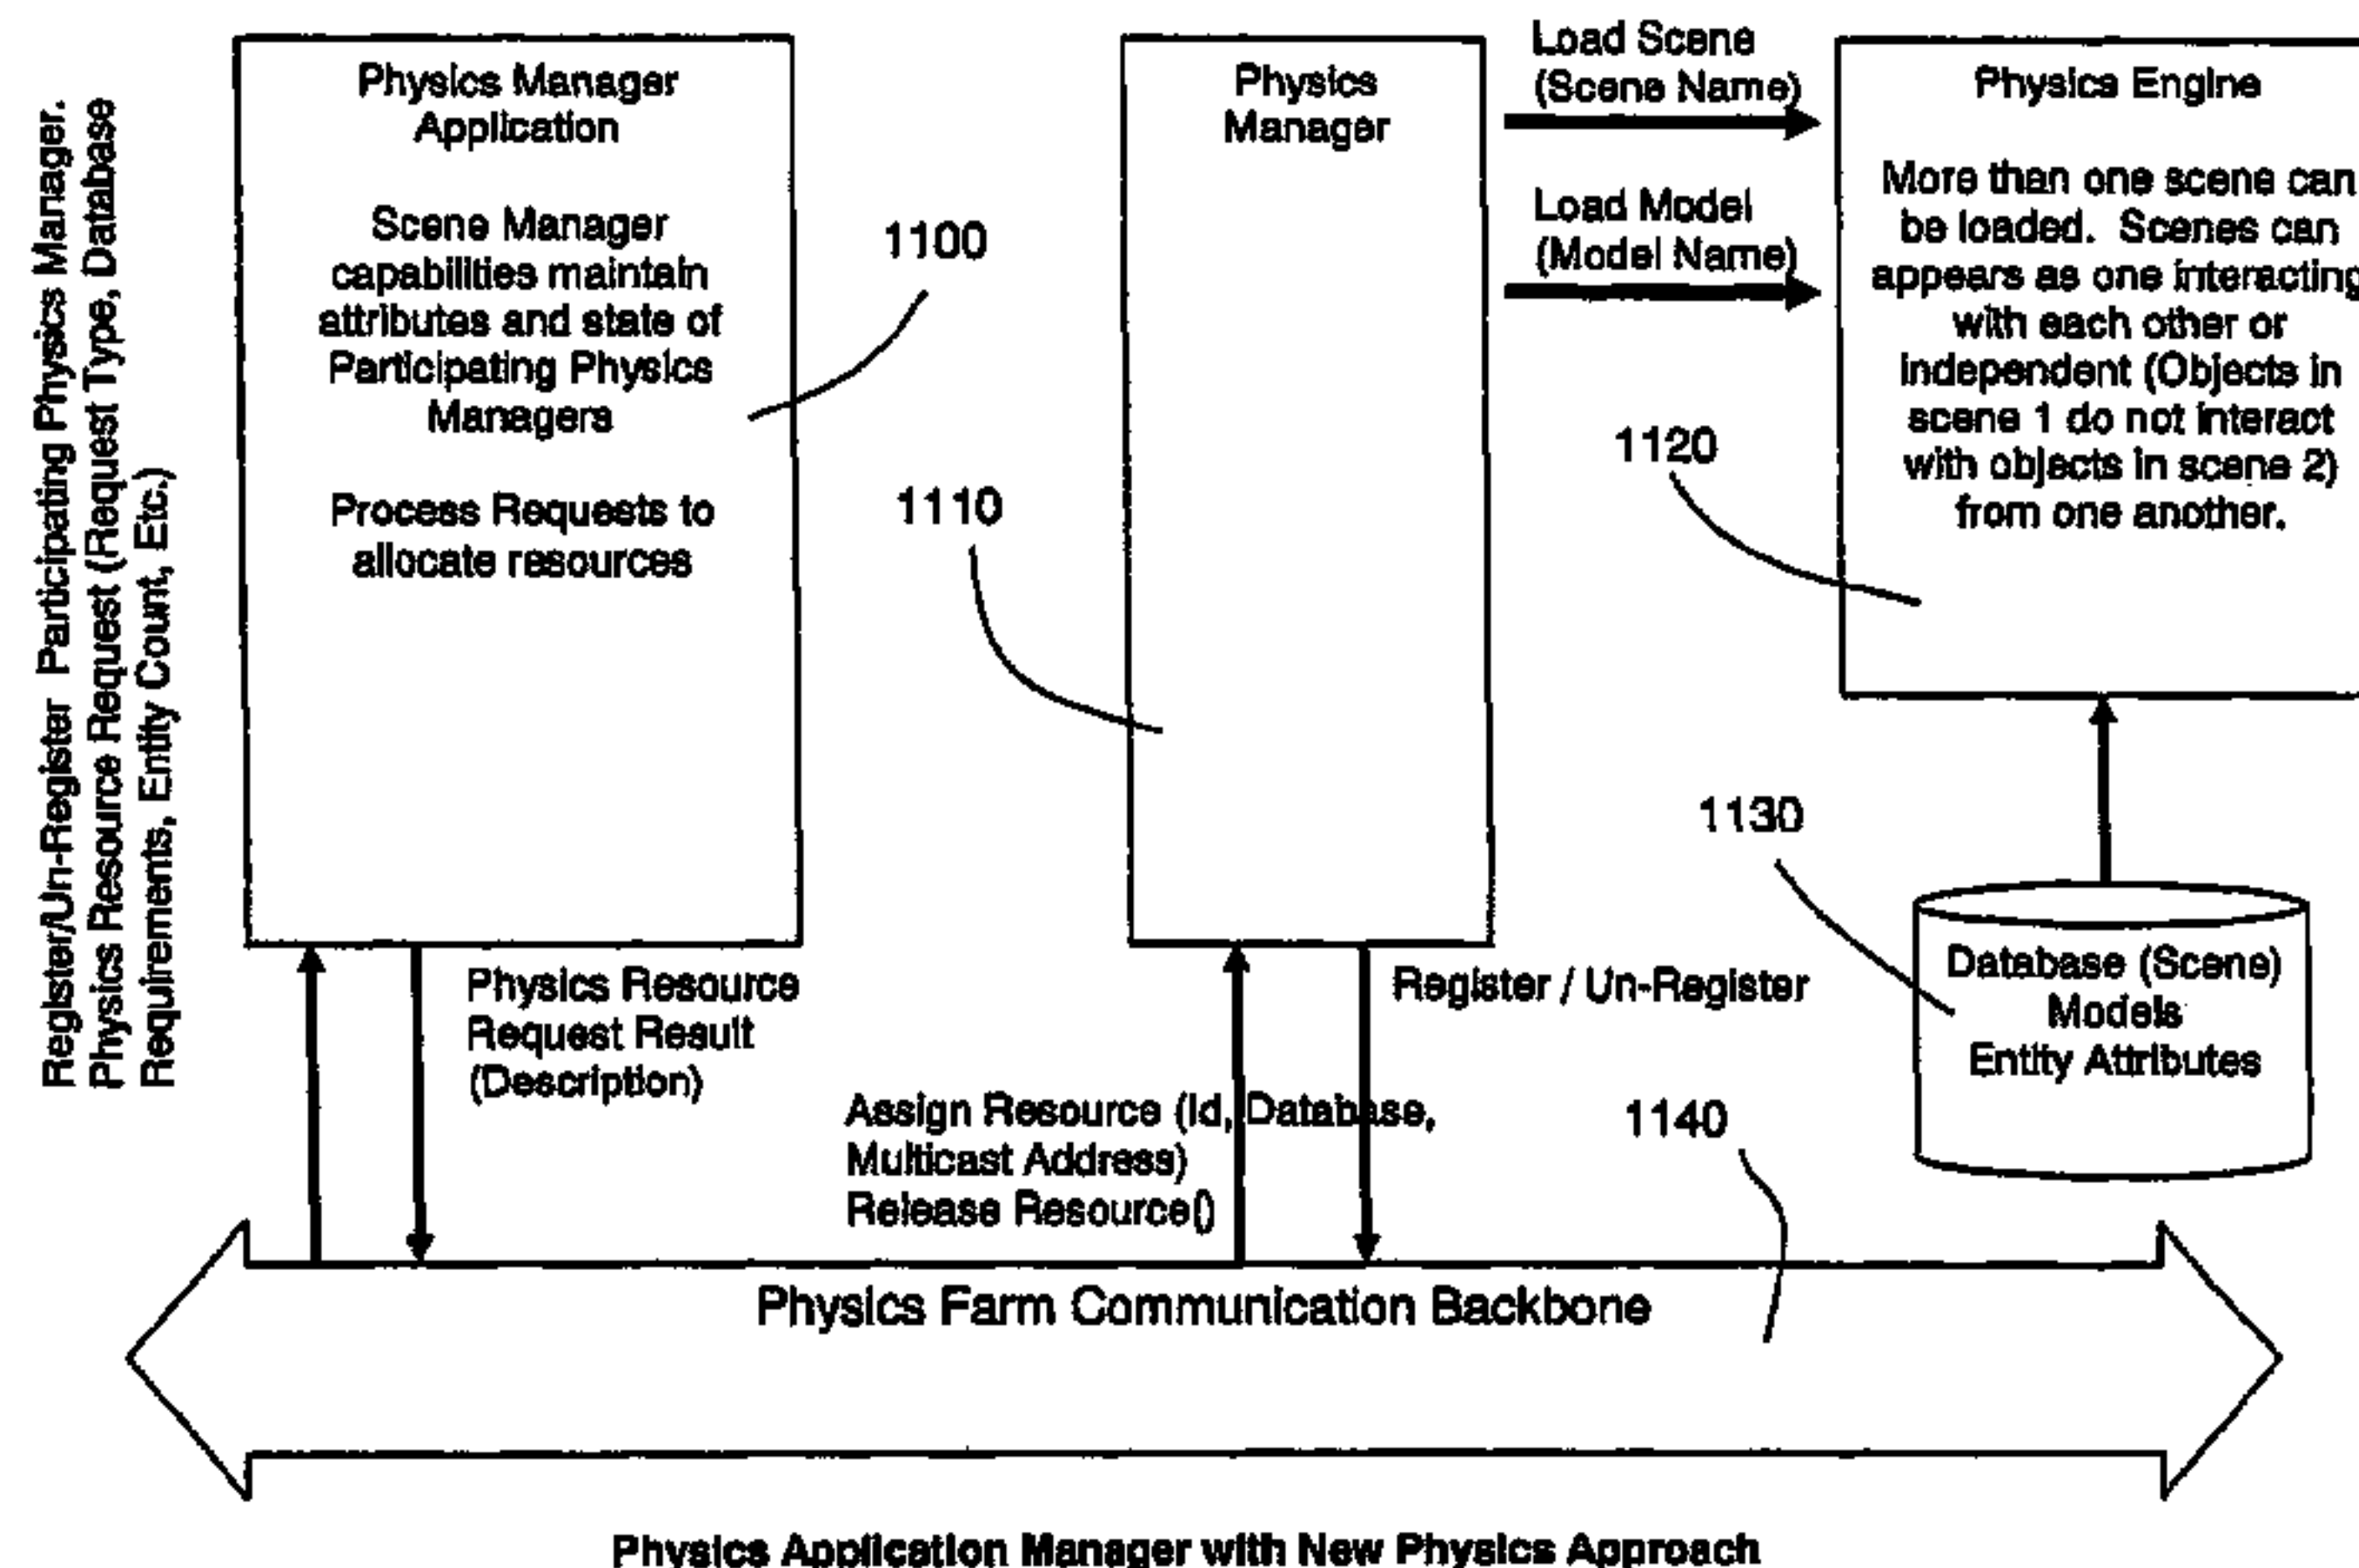 Register/Un-Register Participating Physics Manager.
Physics Resource Request (Request Type, Database
Requirements, Entity Count, Etc.)
Physics Manager
Application
Scene Manager
capabilities maintain
attributes and state of
Participating Physics
Managers
Process Requests to
allocate resources
1100
1110
Physics
Manager
Load Scene
(Scene Name)
Load Model
(Model Name)
Physics Engine
More than one scene can
be loaded. Scenes can
appears as one interacting
with each other or
independent (Objects in
scene 1 do not interact
with objects in scene 2)
from one another.
1120
1130
Database (Scene)
Models
Entity Attributes
Physics Resource
Request Result
(Description)
Register / Un-Register
Assign Resource (Id, Database,
Multicast Address)
Release Resource()
1140
Physics Farm Communication Backbone
Physics Application Manager with New Physics Approach